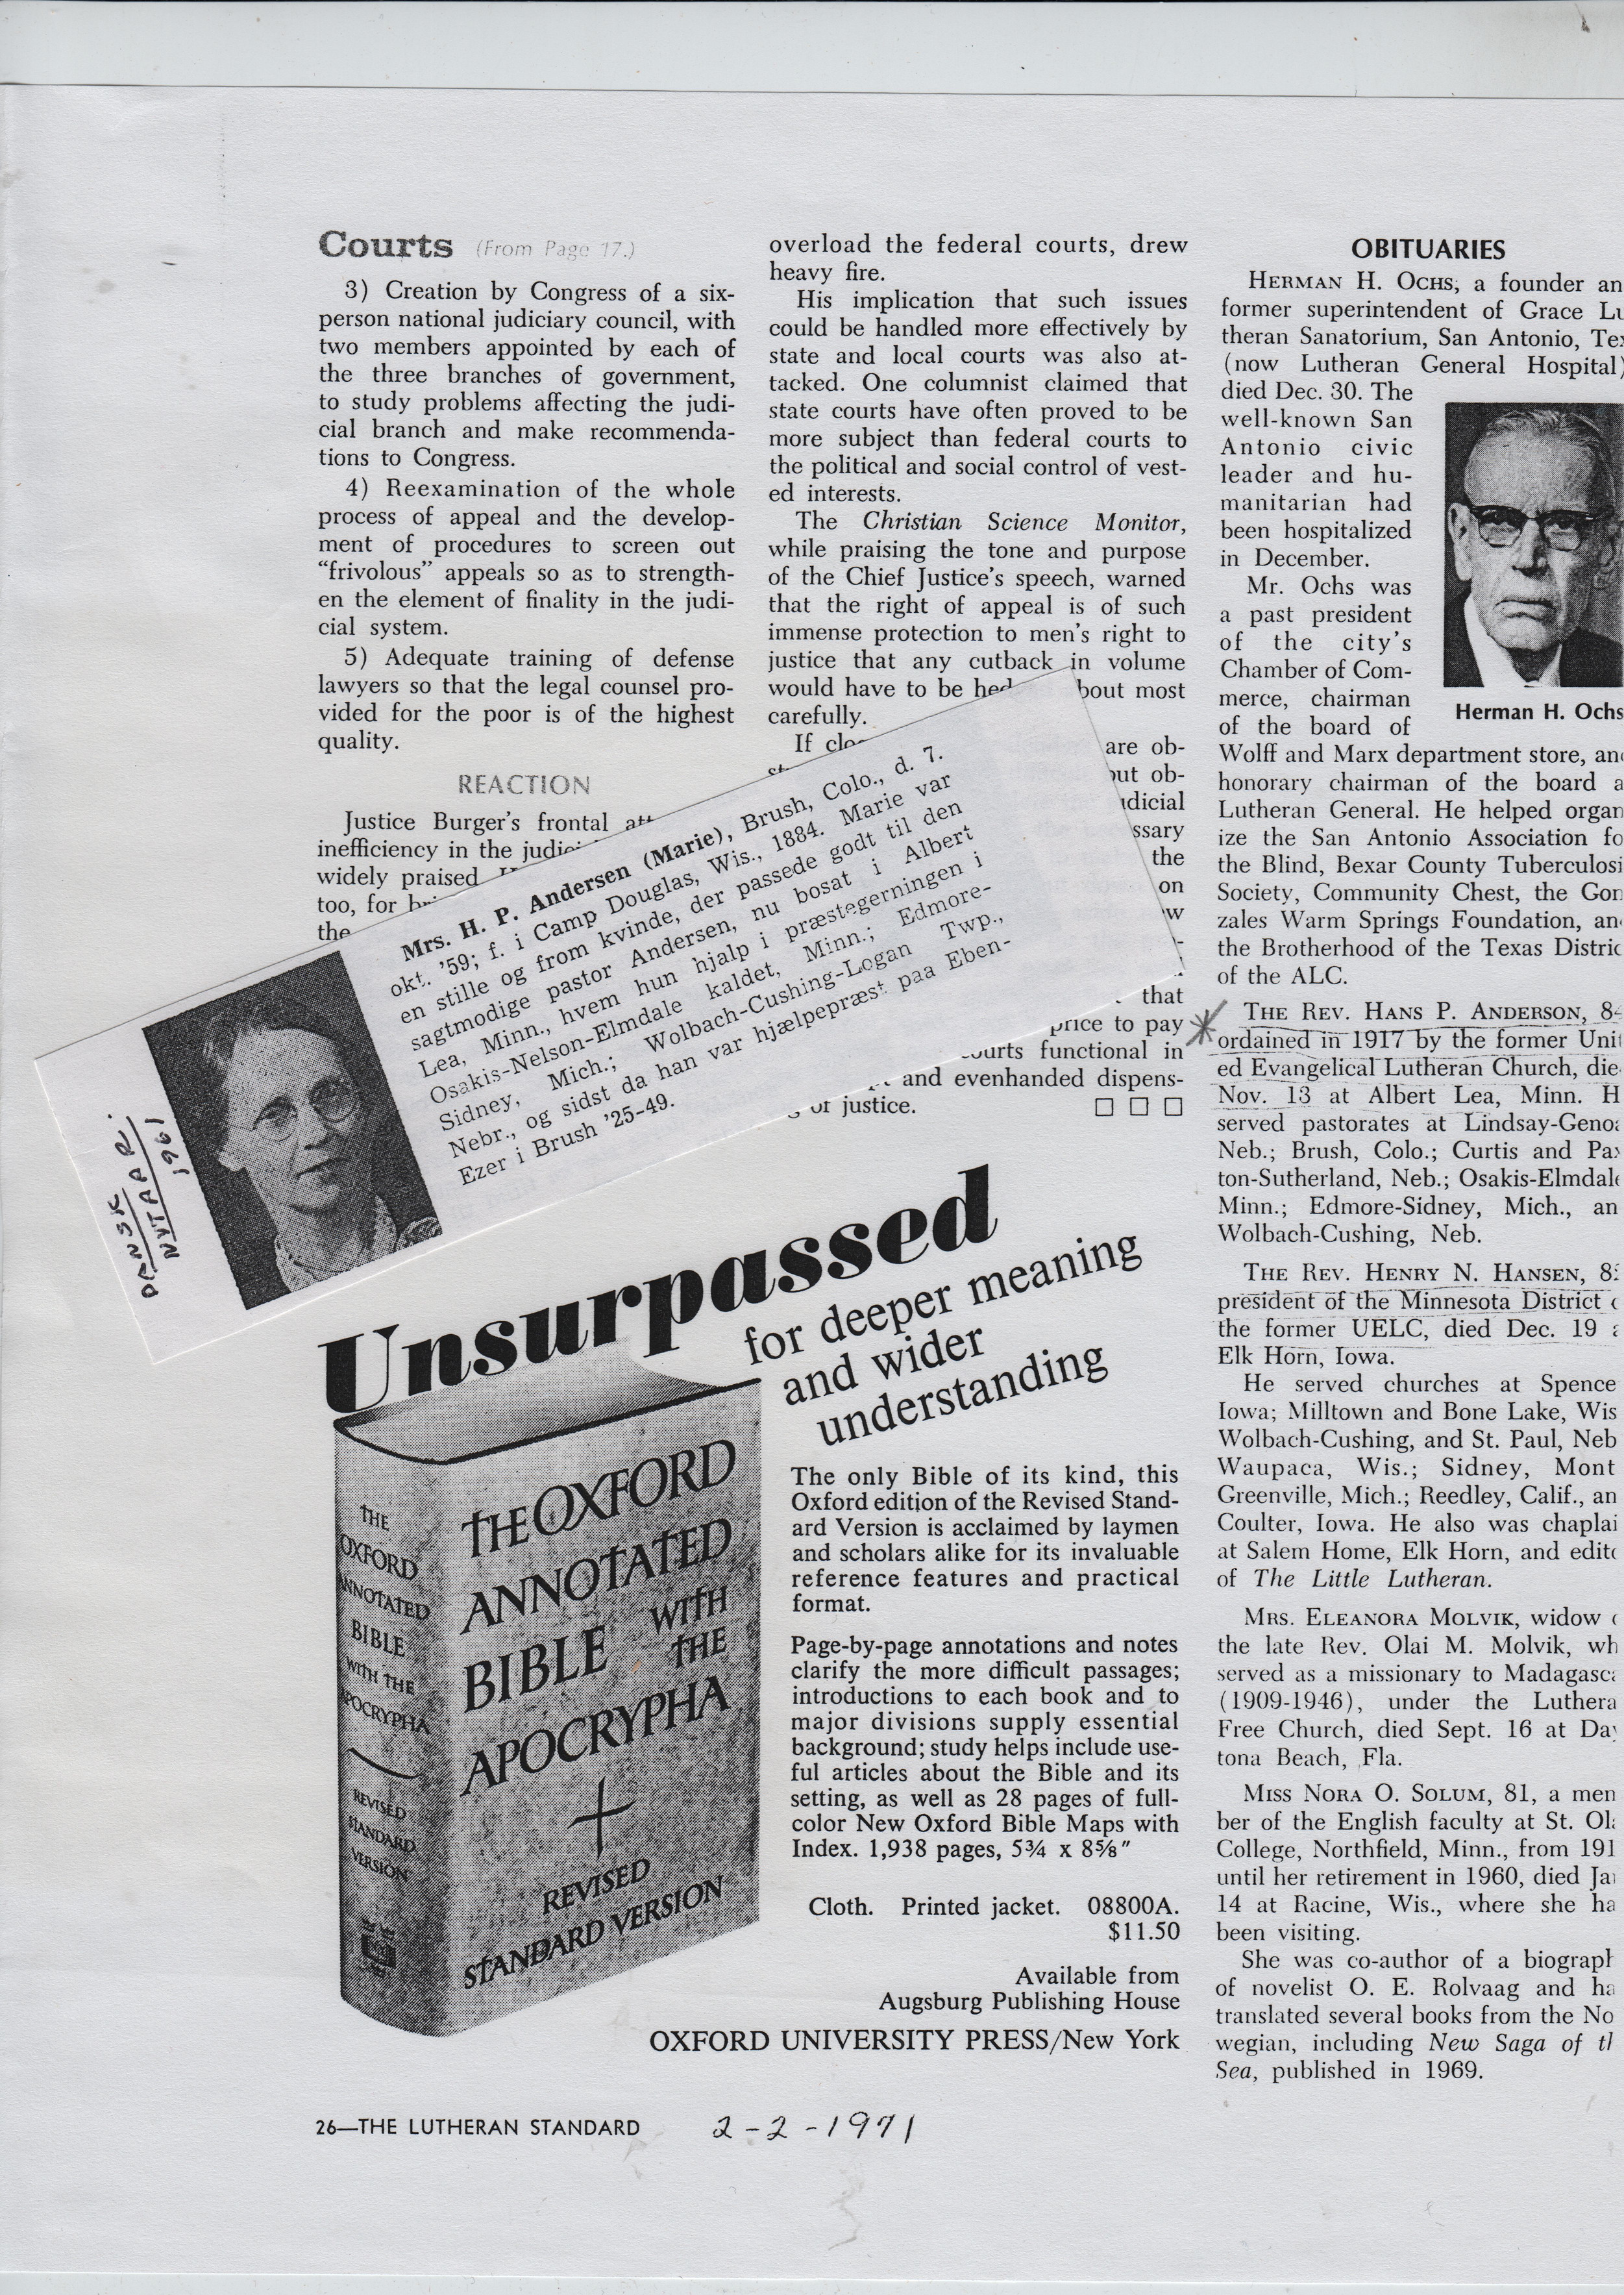 Courts (From Page 17.)
3) Creation by Congress of a six-
person national judiciary council, with
two members appointed by each of
the three branches of government,
to study problems affecting the judi-
cial branch and make recommenda-
tions to Congress.
4) Reexamination of the whole
process of appeal and the develop-
ment of procedures to screen out
“frivolous” appeals so as to strength-
en the element of finality in the judi-
cial system.
5) Adequate training of defense
lawyers so that the legal counsel pro-
vided for the poor is of the highest
quality.
REACTION
Justice Burger’s frontal
inefficiency in the
widely praised.
too, for
the
overload the federal courts, drew
heavy fire.
His implication that such issues
could be handled more effectively by
state and local courts was also at-
tacked. One columnist claimed that
state courts have often proved to be
more subject than federal courts to
the political and social control of vest-
ed interests.
The Christian Science Monitor,
while praising the tone and purpose
of the Chief Justice’s speech, warned
that the right of appeal is of such
immense protection to men’s right to
justice that any cutback in volume
would have to be about most
carefully.
If are ob-
but ob-
the
on
that
price to pay
courts functional in
and evenhanded dispens-
of justice. □ □ □
Mrs. H. P. Andersen (Marie), Brush, Colo., d. 7.
okt. ’59; f. i Camp Douglas, Wis., 1884. Marie var
en stille og from kvinde, der passede godt til den
sagtmodige pastor Andersen, nu bosat i Albert
Lea, Minn., hvem hun hjalp i præstegerningen i
Osakis-Nelson-Elmdale kaldet, Minn.; Edmore-
Sidney, Mich.; Wolbach-Cushing-Logan Twp.,
Nebr., og sidst da han var hjælpepræst paa Eben-
Ezer i Brush ’25-49.
DANSK
NYTAAR.
1961
Unsurpassed
for deeper meaning
and wider
understanding
THE
OXFORD
ANNOTATED
BIBLE
WITH THE
APOCRYPHA
REVISED
STANDARD
VERSION
THE OXFORD
ANNOTATED
BIBLE WITH
THE
APOCRYPHA
REVISED
STANDARD VERSION
The only Bible of its kind, this
Oxford edition of the Revised Stand-
ard Version is acclaimed by laymen
and scholars alike for its invaluable
reference features and practical
format.
Page-by-page annotations and notes
clarify the more difficult passages;
introductions to each book and to
major divisions supply essential
background; study helps include use-
ful articles about the Bible and its
setting, as well as 28 pages of full-
color New Oxford Bible Maps with
Index. 1,938 pages, 5¾ x 8⅝″
Cloth. Printed jacket. 08800A.
$11.50
Available from
Augsburg Publishing House
OXFORD UNIVERSITY PRESS/New York
OBITUARIES
HERMAN H. OCHS, a founder an
former superintendent of Grace Lu
theran Sanatorium, San Antonio, Tex
(now Lutheran General Hospital)
died Dec. 30. The
well-known San
Antonio civic
leader and hu-
manitarian had
been hospitalized
in December.
Mr. Ochs was
a past president
of the city’s
Chamber of Com-
merce, chairman
of the board of
Herman H. Ochs
Wolff and Marx department store, an
honorary chairman of the board a
Lutheran General. He helped organ
ize the San Antonio Association fo
the Blind, Bexar County Tuberculosi
Society, Community Chest, the Gon
zales Warm Springs Foundation, an
the Brotherhood of the Texas Distric
of the ALC.
THE REV. HANS P. ANDERSON, 8
ordained in 1917 by the former Unit
ed Evangelical Lutheran Church, die
Nov. 13 at Albert Lea, Minn. H
served pastorates at Lindsay-Genoa
Neb.; Brush, Colo.; Curtis and Pax
ton-Sutherland, Neb.; Osakis-Elmdale
Minn.; Edmore-Sidney, Mich., an
Wolbach-Cushing, Neb.
THE REV. HENRY N. HANSEN, 8
president of the Minnesota District
the former UELC, died Dec. 19
Elk Horn, Iowa.
He served churches at Spence
Iowa; Milltown and Bone Lake, Wis
Wolbach-Cushing, and St. Paul, Neb
Waupaca, Wis.; Sidney, Mont
Greenville, Mich.; Reedley, Calif., an
Coulter, Iowa. He also was chaplai
at Salem Home, Elk Horn, and edito
of The Little Lutheran.
MRS. ELEANORA MOLVIK, widow
the late Rev. Olai M. Molvik, wh
served as a missionary to Madagasca
(1909-1946), under the Luthera
Free Church, died Sept. 16 at Day
tona Beach, Fla.
MISS NORA O. SOLUM, 81, a mem
ber of the English faculty at St. Ola
College, Northfield, Minn., from 191
until her retirement in 1960, died Jan
14 at Racine, Wis., where she ha
been visiting.
She was co-author of a biograph
of novelist O. E. Rolvaag and ha
translated several books from the No
wegian, including New Saga of th
Sea, published in 1969.
26—THE LUTHERAN STANDARD 2-2-1971